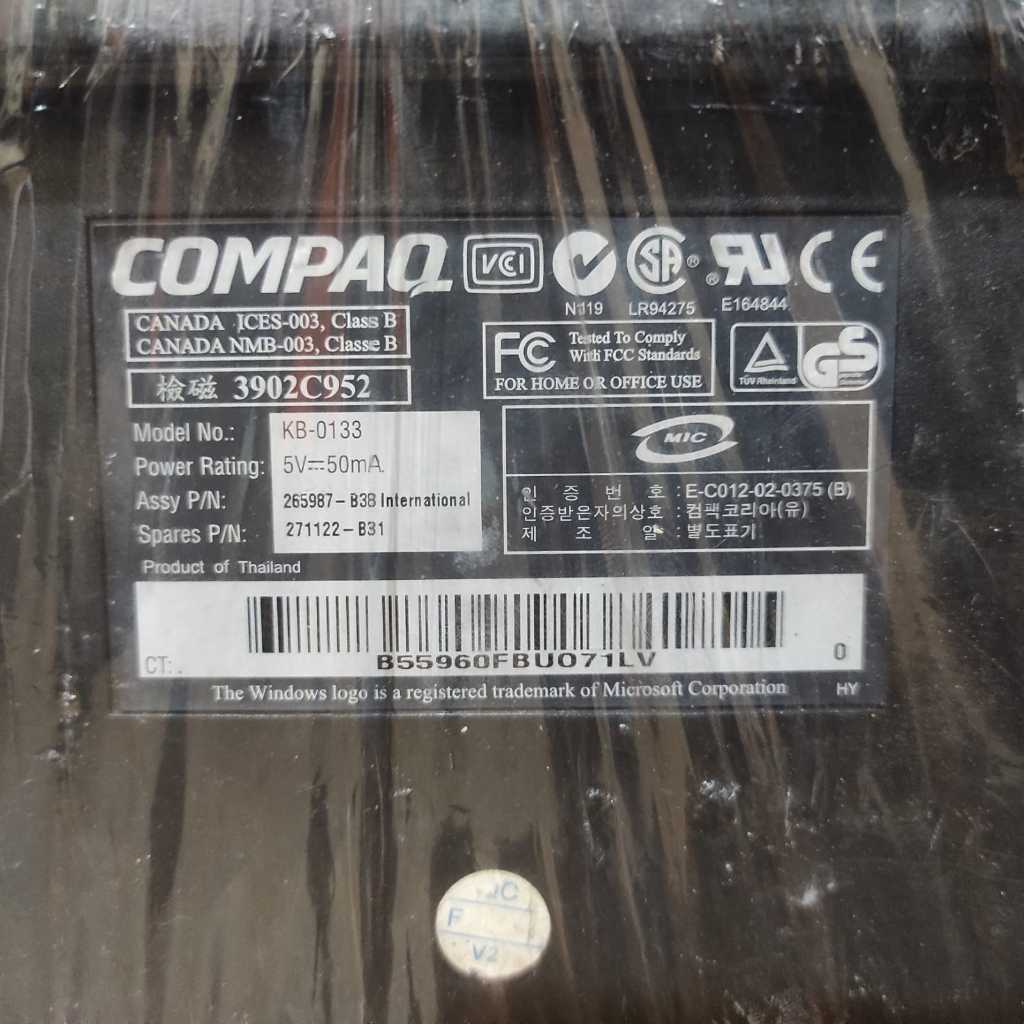 COMPAQ
VCI
N119
SA
LR94275
E164844
CE
CANADA ICES-003, Class B
CANADA NMB-003, Classe B
FC
Tested To Comply
With FCC Standards
FOR HOME OR OFFICE USE
TÜV Rheinland
GS
檢磁 3902C952
Model No.: KB-0133
Power Rating: 5V⎓50mA
Assy P/N: 265987-B3B International
Spares P/N: 271122-B31
MIC
인 증 번 호 : E-C012-02-0375 (B)
인증받은자의상호 : 컴팩코리아(유)
제 조 일 : 별도표기
Product of Thailand
CT:
B55960FBUO71LV
0
The Windows logo is a registered trademark of Microsoft Corporation
HY
F
V2